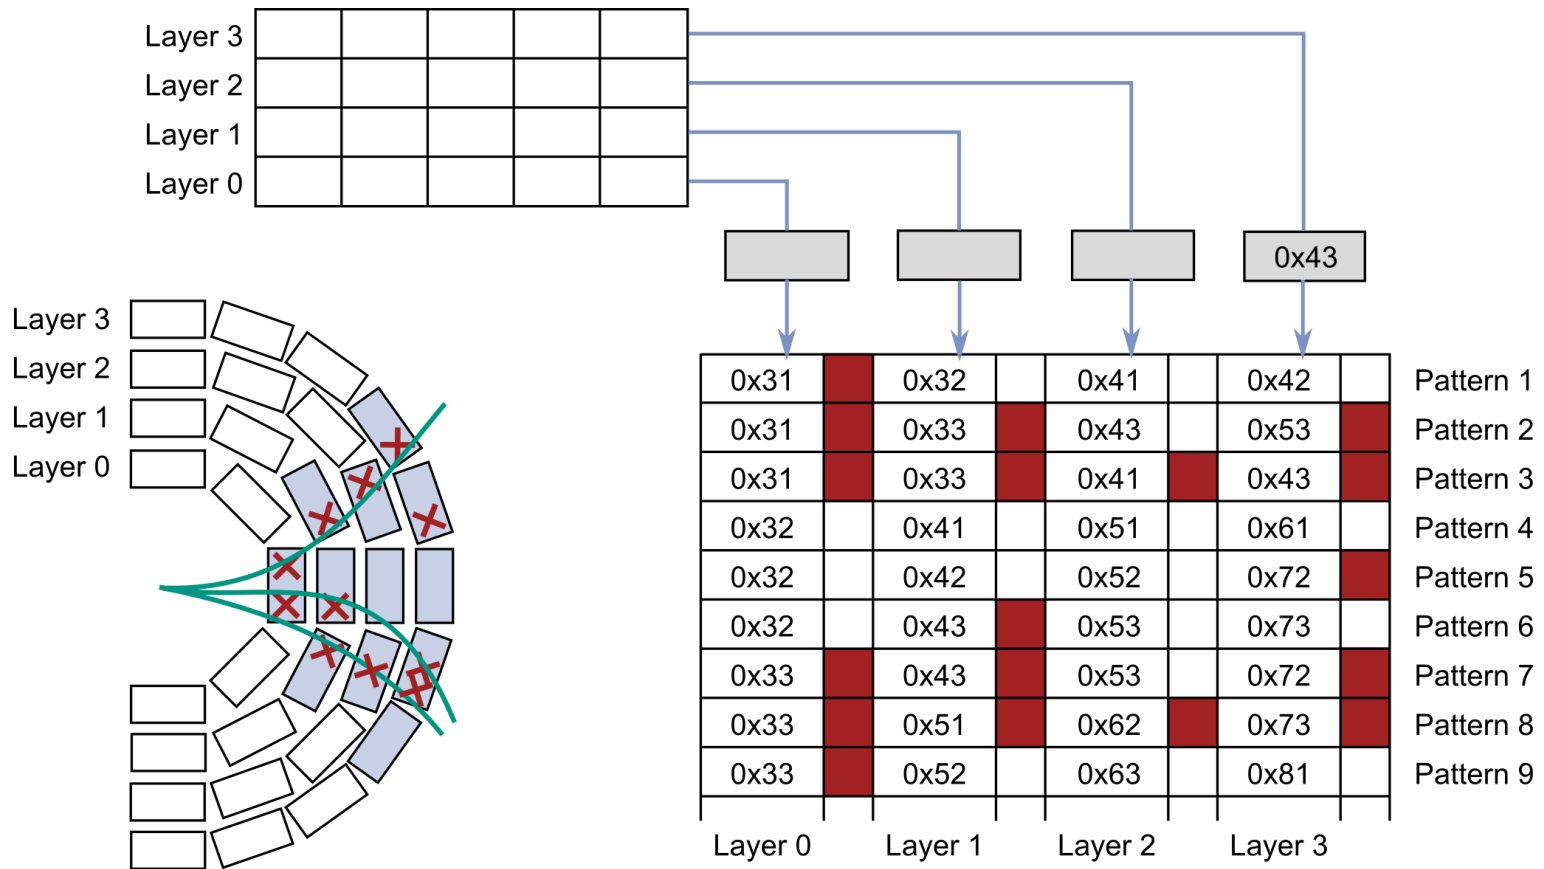 Layer 3
Layer 2
Layer 1
Layer 0
0x43
Layer 3
Layer 2
Layer 1
Layer 0
0x31 0x32 0x41 0x42 Pattern 1
0x31 0x33 0x43 0x53 Pattern 2
0x31 0x33 0x41 0x43 Pattern 3
0x32 0x41 0x51 0x61 Pattern 4
0x32 0x42 0x52 0x72 Pattern 5
0x32 0x43 0x53 0x73 Pattern 6
0x33 0x43 0x53 0x72 Pattern 7
0x33 0x51 0x62 0x73 Pattern 8
0x33 0x52 0x63 0x81 Pattern 9
Layer 0 Layer 1 Layer 2 Layer 3